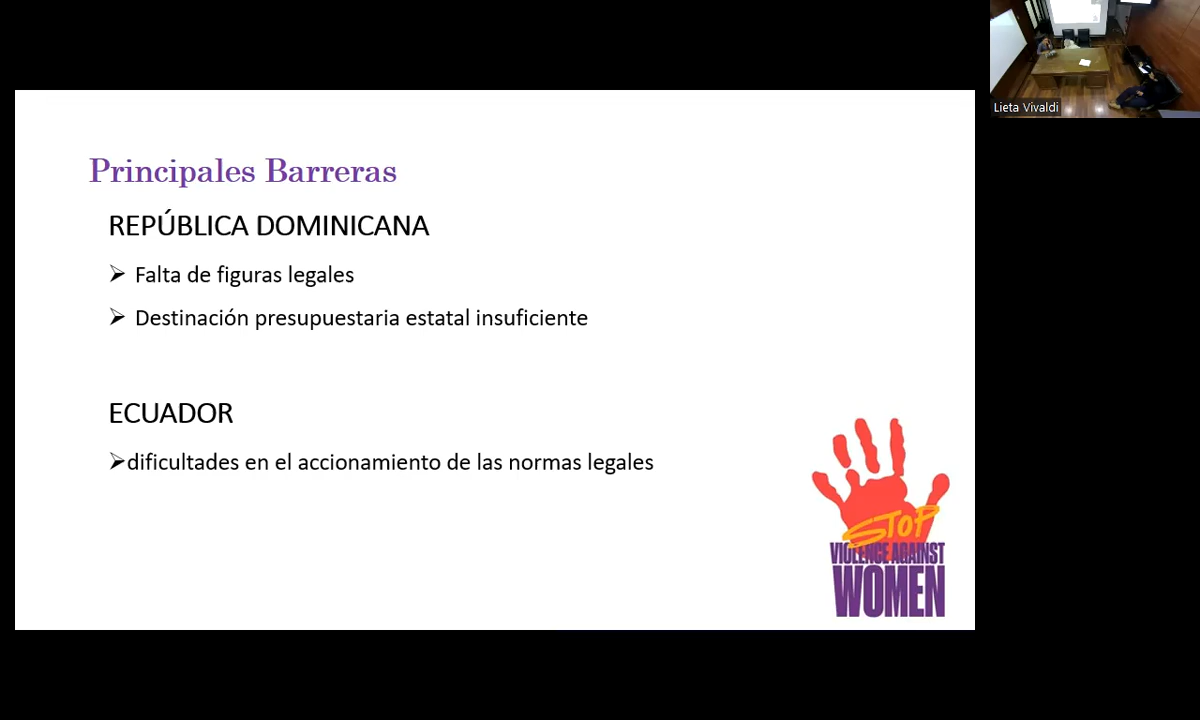 Lieta Vivaldi
Principales Barreras
REPÚBLICA DOMINICANA
Falta de figuras legales
Destinación presupuestaria estatal insuficiente
ECUADOR
dificultades en el accionamiento de las normas legales
STOP
VIOLENCE AGAINST
WOMEN